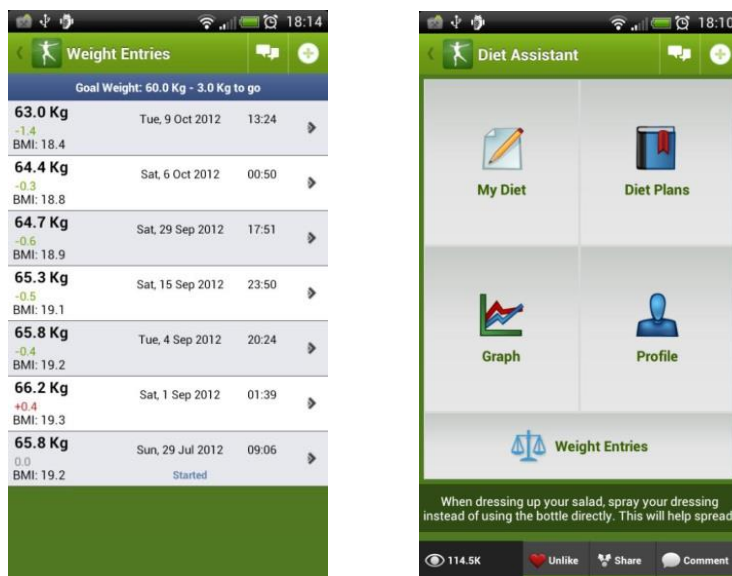 18:14
Weight Entries
Goal Weight: 60.0 Kg - 3.0 Kg to go
63.0 Kg
Tue, 9 Oct 2012 13:24
-1.4
BMI: 18.4
64.4 Kg
Sat, 6 Oct 2012 00:50
-0.3
BMI: 18.8
64.7 Kg
Sat, 29 Sep 2012 17:51
-0.6
BMI: 18.9
65.3 Kg
Sat, 15 Sep 2012 23:50
-0.5
BMI: 19.1
65.8 Kg
Tue, 4 Sep 2012 20:24
-0.4
BMI: 19.2
66.2 Kg
Sat, 1 Sep 2012 01:39
+0.4
BMI: 19.3
65.8 Kg
Sun, 29 Jul 2012 09:06
0.0
BMI: 19.2
Started
18:10
Diet Assistant
My Diet
Diet Plans
Graph
Profile
Weight Entries
When dressing up your salad, spray your dressing
instead of using the bottle directly. This will help spread
114.5K
Unlike
Share
Comment